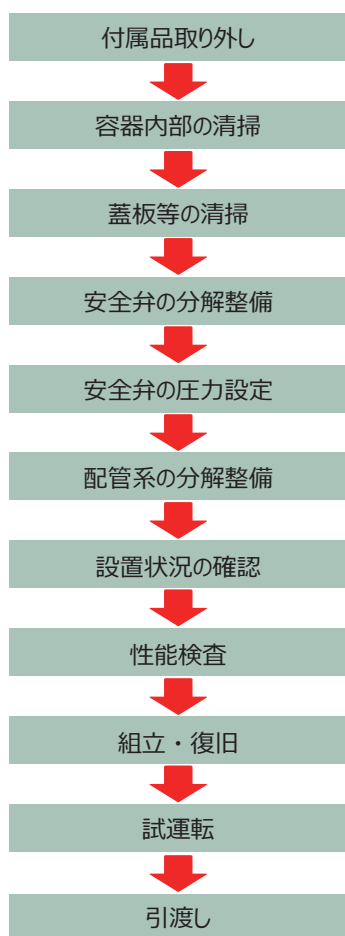 付属品取り外し
容器内部の清掃
蓋板等の清掃
安全弁の分解整備
安全弁の圧力設定
配管系の分解整備
設置状況の確認
性能検査
組立・復旧
試運転
引渡し